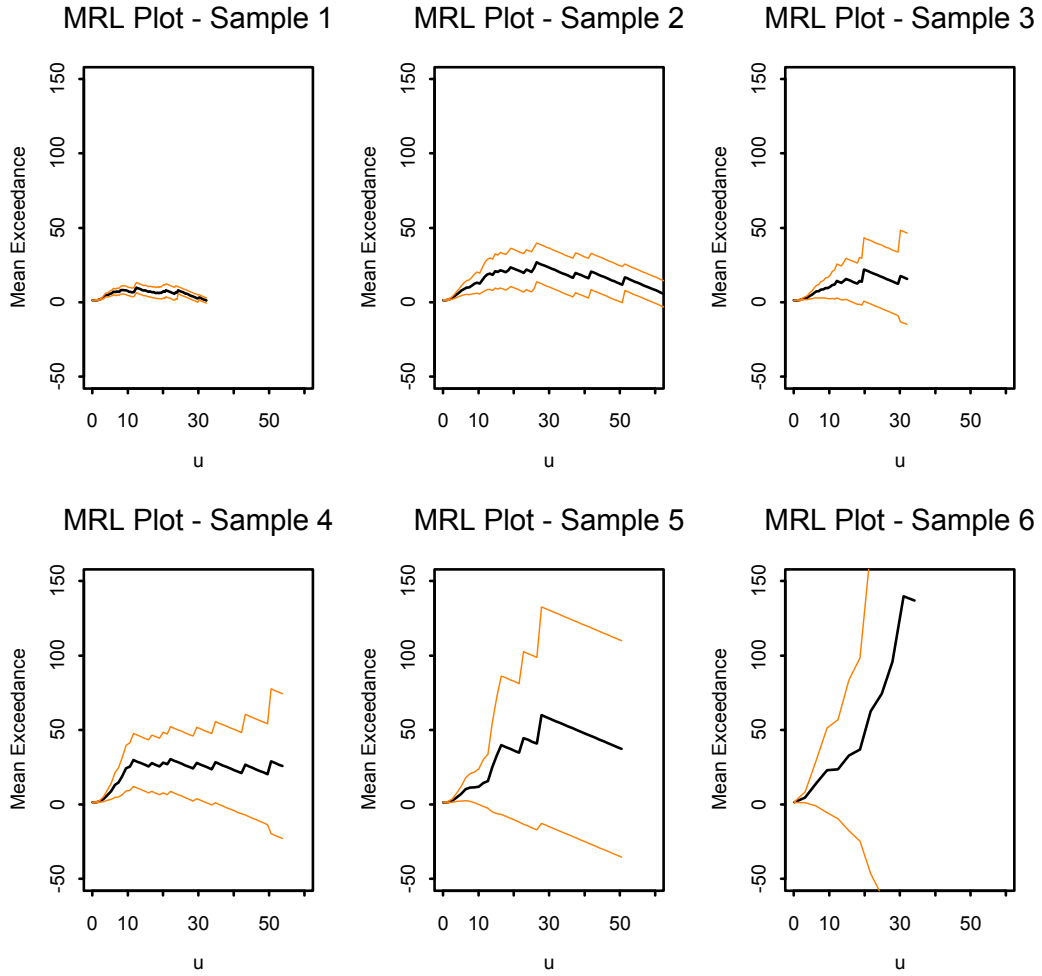 MRL Plot - Sample 1
MRL Plot - Sample 2
MRL Plot - Sample 3
Mean Exceedance
150
100
50
0
-50
0 10 30 50
u
Mean Exceedance
150
100
50
0
-50
0 10 30 50
u
Mean Exceedance
150
100
50
0
-50
0 10 30 50
u
MRL Plot - Sample 4
MRL Plot - Sample 5
MRL Plot - Sample 6
Mean Exceedance
150
100
50
0
-50
0 10 30 50
u
Mean Exceedance
150
100
50
0
-50
0 10 30 50
u
Mean Exceedance
150
100
50
0
-50
0 10 30 50
u